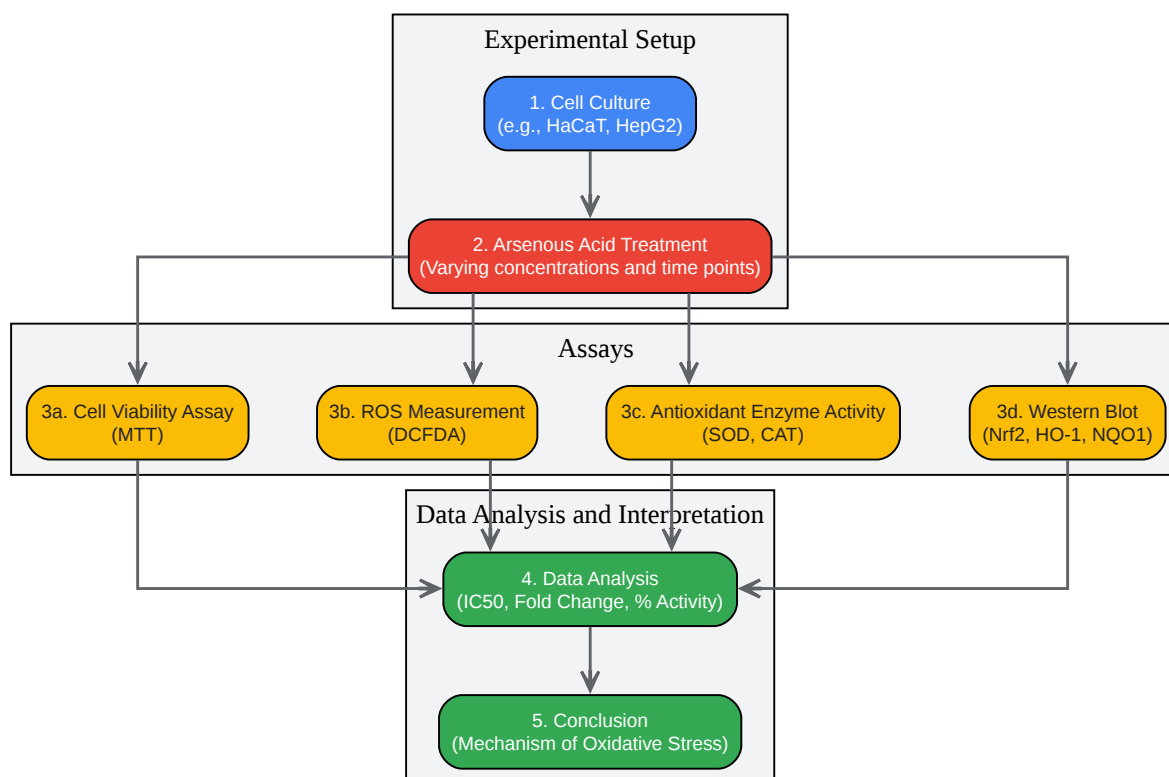 Experimental Setup
1. Cell Culture
(e.g., HaCaT, HepG2)
2. Arsenous Acid Treatment
(Varying concentrations and time points)
Assays
3a. Cell Viability Assay
(MTT)
3b. ROS Measurement
(DCFDA)
3c. Antioxidant Enzyme Activity
(SOD, CAT)
3d. Western Blot
(Nrf2, HO-1, NQO1)
Data Analysis and Interpretation
4. Data Analysis
(IC50, Fold Change, % Activity)
5. Conclusion
(Mechanism of Oxidative Stress)